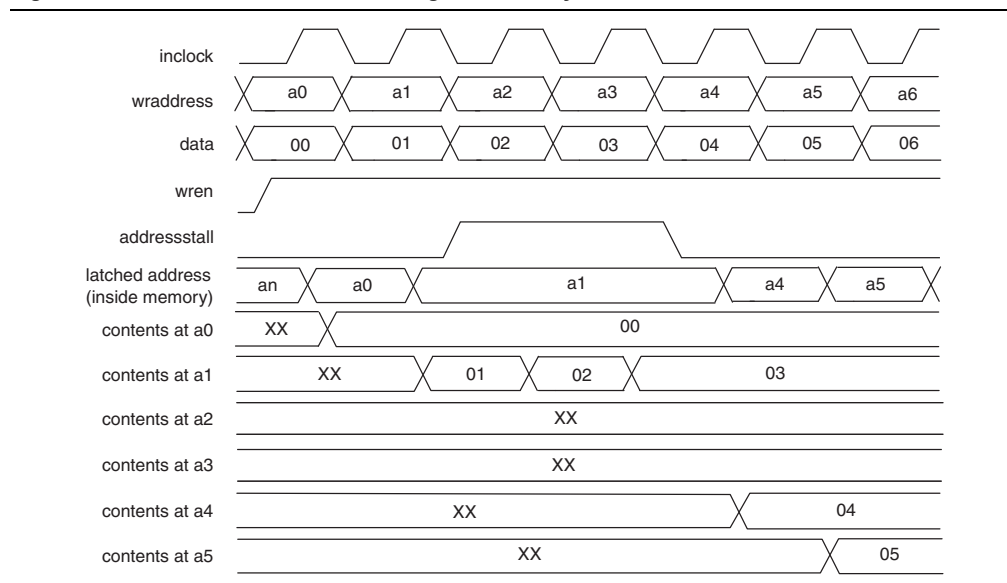 inclock
wraddress a0 a1 a2 a3 a4 a5 a6
data 00 01 02 03 04 05 06
wren
addressstall
latched address
(inside memory) an a0 a1 a4 a5
contents at a0 XX 00
contents at a1 XX 01 02 03
contents at a2 XX
contents at a3 XX
contents at a4 XX 04
contents at a5 XX 05